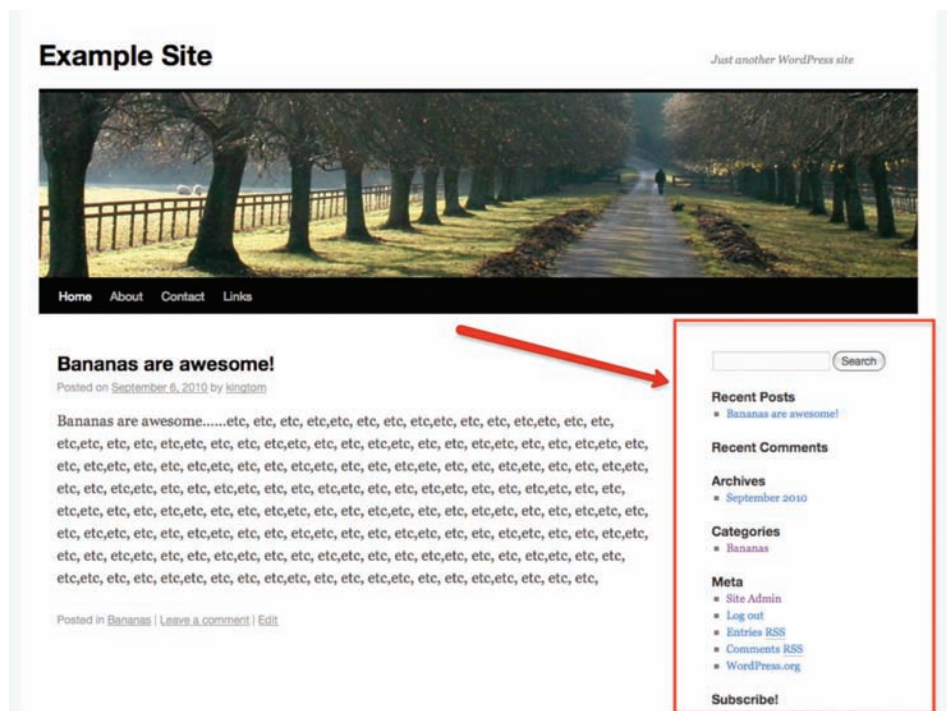 Example Site
Just another WordPress site
Home About Contact Links
Bananas are awesome!
Posted on September 6, 2010 by kingtom
Bananas are awesome......etc, etc, etc, etc,etc, etc, etc, etc,etc, etc, etc, etc,etc, etc, etc,
etc,etc, etc, etc, etc,etc, etc, etc, etc,etc, etc, etc, etc,etc, etc, etc, etc,etc, etc, etc, etc,etc, etc,
etc, etc, etc,etc, etc, etc, etc,etc, etc, etc, etc,etc, etc, etc, etc,etc, etc, etc, etc,etc, etc, etc, etc,etc,
etc, etc, etc,etc, etc, etc, etc,etc, etc, etc, etc,etc, etc, etc, etc,etc, etc, etc, etc,etc, etc, etc,
etc,etc, etc, etc, etc,etc, etc, etc, etc,etc, etc, etc, etc,etc, etc, etc, etc,etc, etc, etc, etc,etc, etc,
etc, etc, etc,etc, etc, etc, etc,etc, etc, etc, etc,etc, etc, etc, etc,etc, etc, etc, etc,etc, etc, etc, etc,etc,
etc, etc, etc,etc, etc, etc, etc,etc, etc, etc, etc,etc, etc, etc, etc,etc, etc, etc, etc,etc, etc, etc,
etc,etc, etc, etc, etc,etc, etc, etc, etc,etc, etc, etc, etc,etc, etc, etc, etc,etc, etc, etc, etc,
Posted in Bananas | Leave a comment | Edit
Search
Recent Posts
Bananas are awesome!
Recent Comments
Archives
September 2010
Categories
Bananas
Meta
Site Admin
Log out
Entries RSS
Comments RSS
WordPress.org
Subscribe!